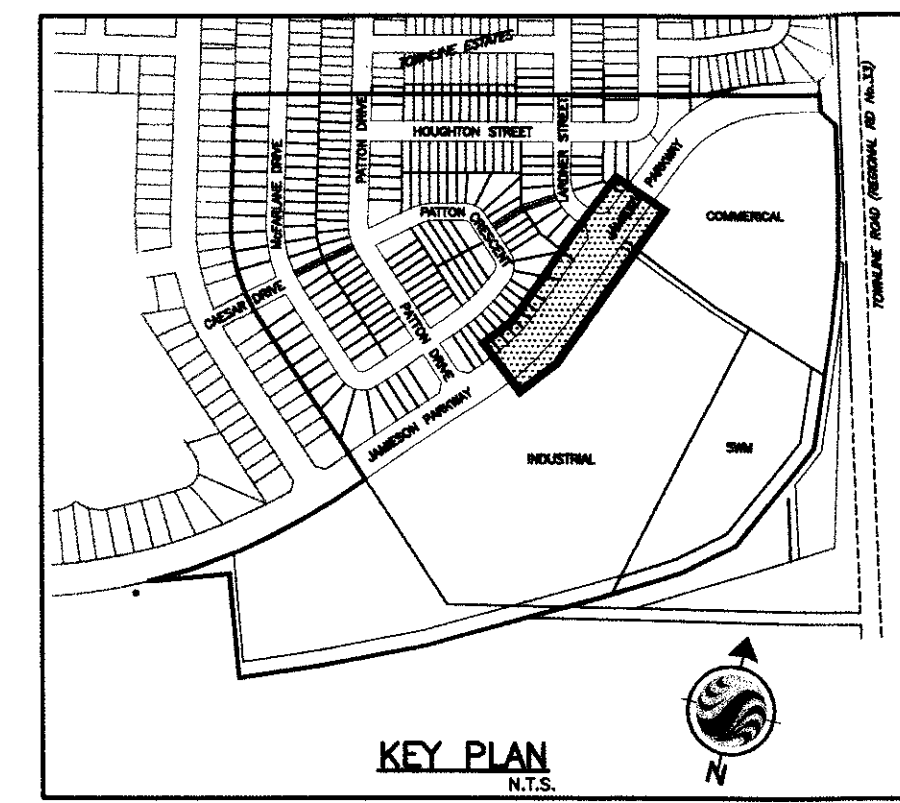 TOWNLINE ESTATES
TOWNLINE ROAD (REGIONAL RD No.33)
PATTON DRIVE
HOUGHTON STREET
LARDNER STREET
McFARLANE DRIVE
PARKWAY
COMMERICAL
PATTON CRESCENT
CAESAR DRIVE
PATTON DRIVE
JAMIESON PARKWAY
INDUSTRIAL
SWM
KEY PLAN
N.T.S.
N